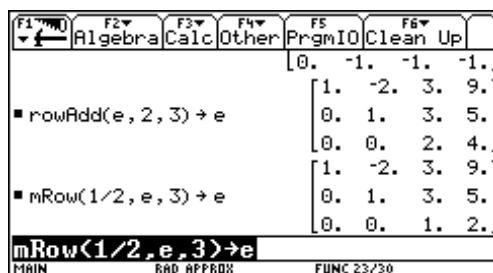 F1 F2 F3 F4 F5 F6
Algebra Calc Other PrgmIO Clean Up
[0. -1. -1. -1.
[1. -2. 3. 9.
▪ rowAdd(e,2,3)→e 0. 1. 3. 5.
[0. 0. 2. 4.
[1. -2. 3. 9.
▪ mRow(1/2,e,3)→e 0. 1. 3. 5.
[0. 0. 1. 2.
mRow(1/2,e,3)→e
MAIN RAD APPROX FUNC 23/30